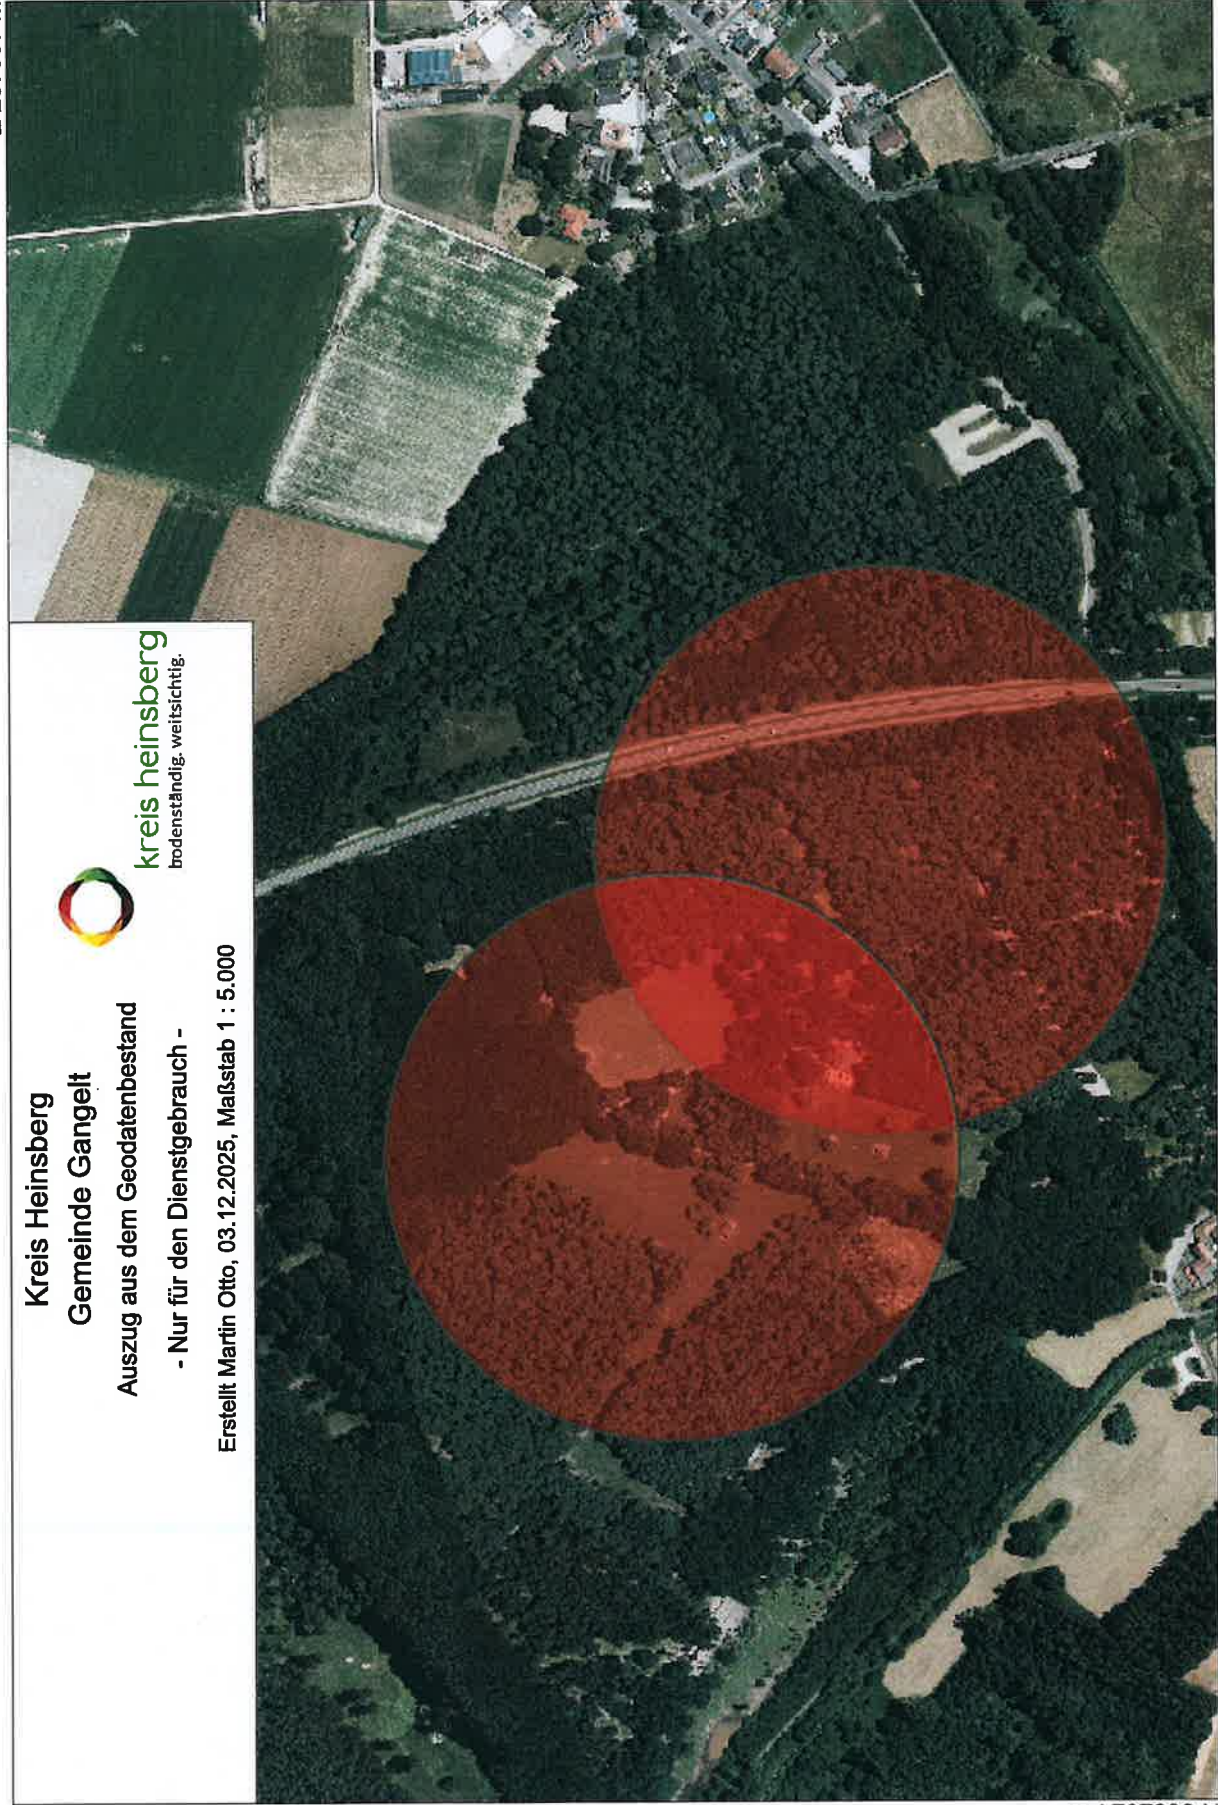 Kreis Heinsberg
Gemeinde Gangelt
Auszug aus dem Geodatenbestand
- Nur für den Dienstgebrauch -
Erstellt Martin Otto, 03.12.2025, Maßstab 1 : 5.000
kreis heinsberg
bodenständig. weitsichtig.